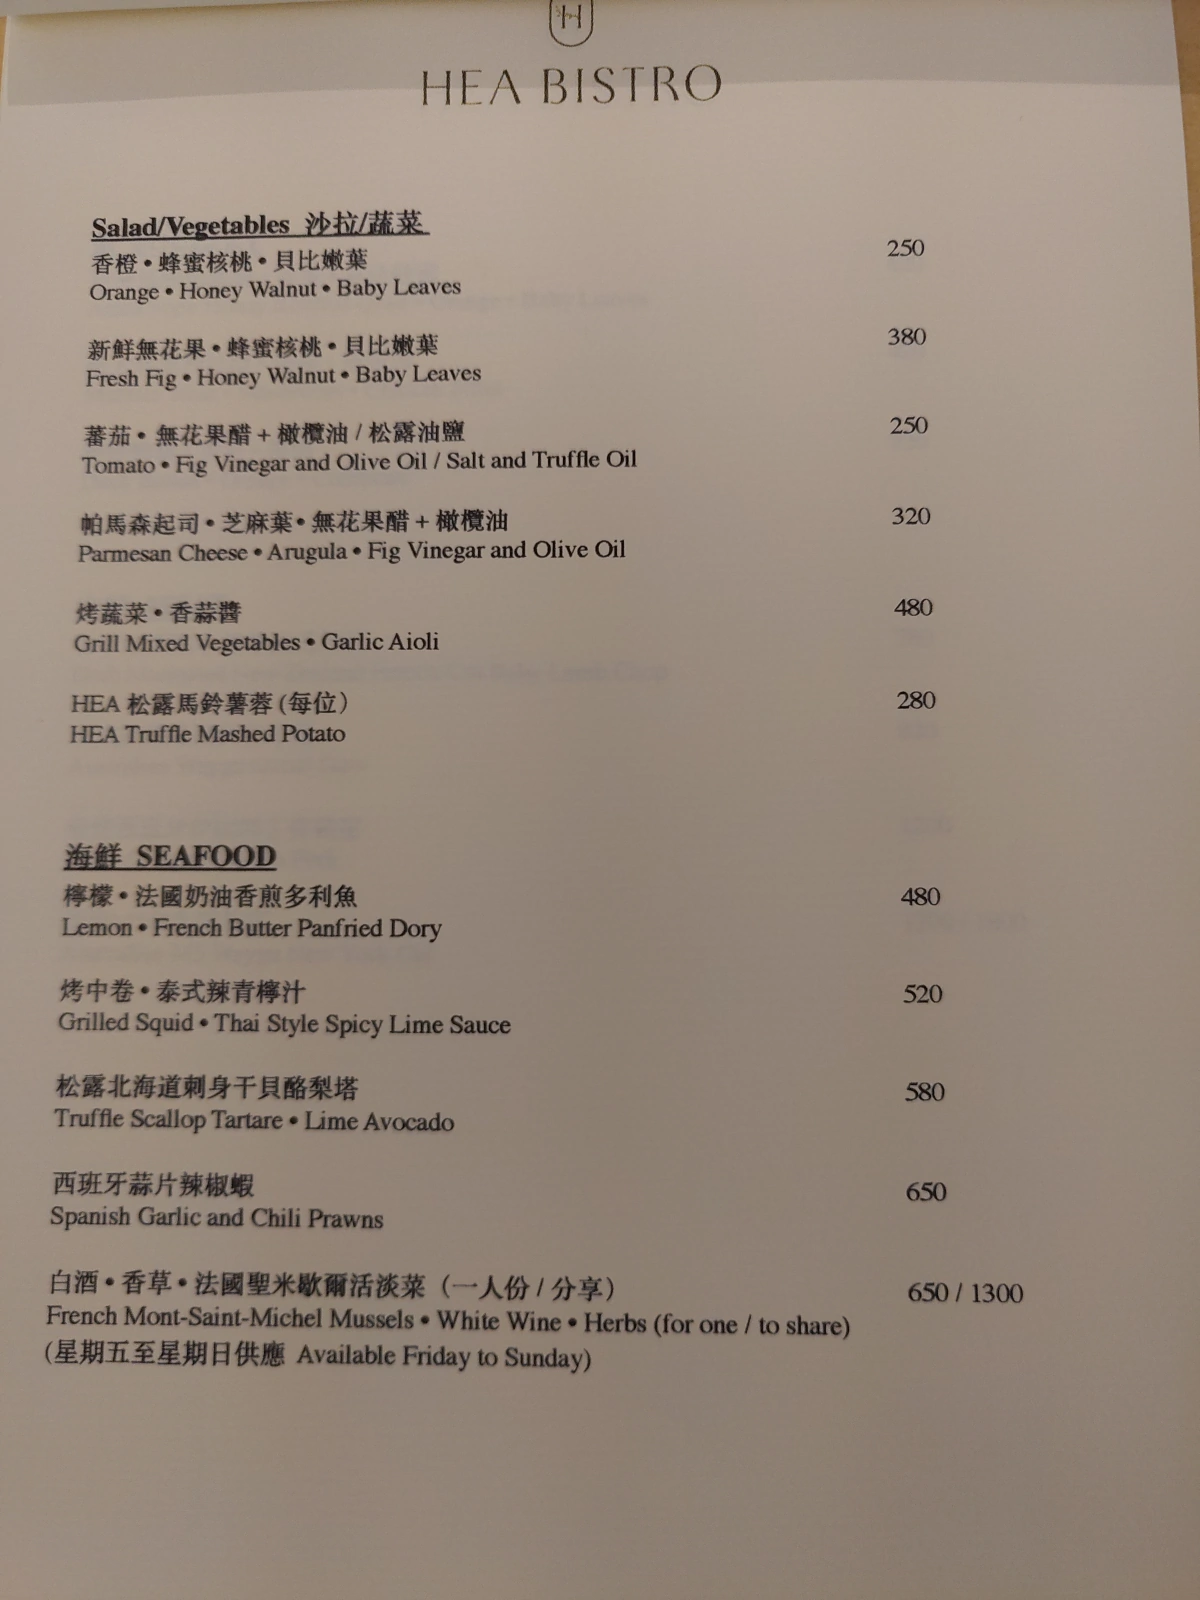 H
HEA BISTRO
Salad/Vegetables 沙拉/蔬菜
香橙•蜂蜜核桃•貝比嫩葉 250
Orange • Honey Walnut • Baby Leaves
新鮮無花果•蜂蜜核桃•貝比嫩葉 380
Fresh Fig • Honey Walnut • Baby Leaves
蕃茄• 無花果醋 + 橄欖油 / 松露油鹽 250
Tomato • Fig Vinegar and Olive Oil / Salt and Truffle Oil
帕馬森起司•芝麻葉•無花果醋 + 橄欖油 320
Parmesan Cheese • Arugula • Fig Vinegar and Olive Oil
烤蔬菜•香蒜醬 480
Grill Mixed Vegetables • Garlic Aioli
HEA 松露馬鈴薯蓉 (每位） 280
HEA Truffle Mashed Potato
海鮮 SEAFOOD
檸檬•法國奶油香煎多利魚 480
Lemon • French Butter Panfried Dory
烤中卷•泰式辣青檸汁 520
Grilled Squid • Thai Style Spicy Lime Sauce
松露北海道刺身干貝酪梨塔 580
Truffle Scallop Tartare • Lime Avocado
西班牙蒜片辣椒蝦 650
Spanish Garlic and Chili Prawns
白酒•香草•法國聖米歇爾活淡菜（一人份 / 分享） 650 / 1300
French Mont-Saint-Michel Mussels • White Wine • Herbs (for one / to share)
(星期五至星期日供應 Available Friday to Sunday)